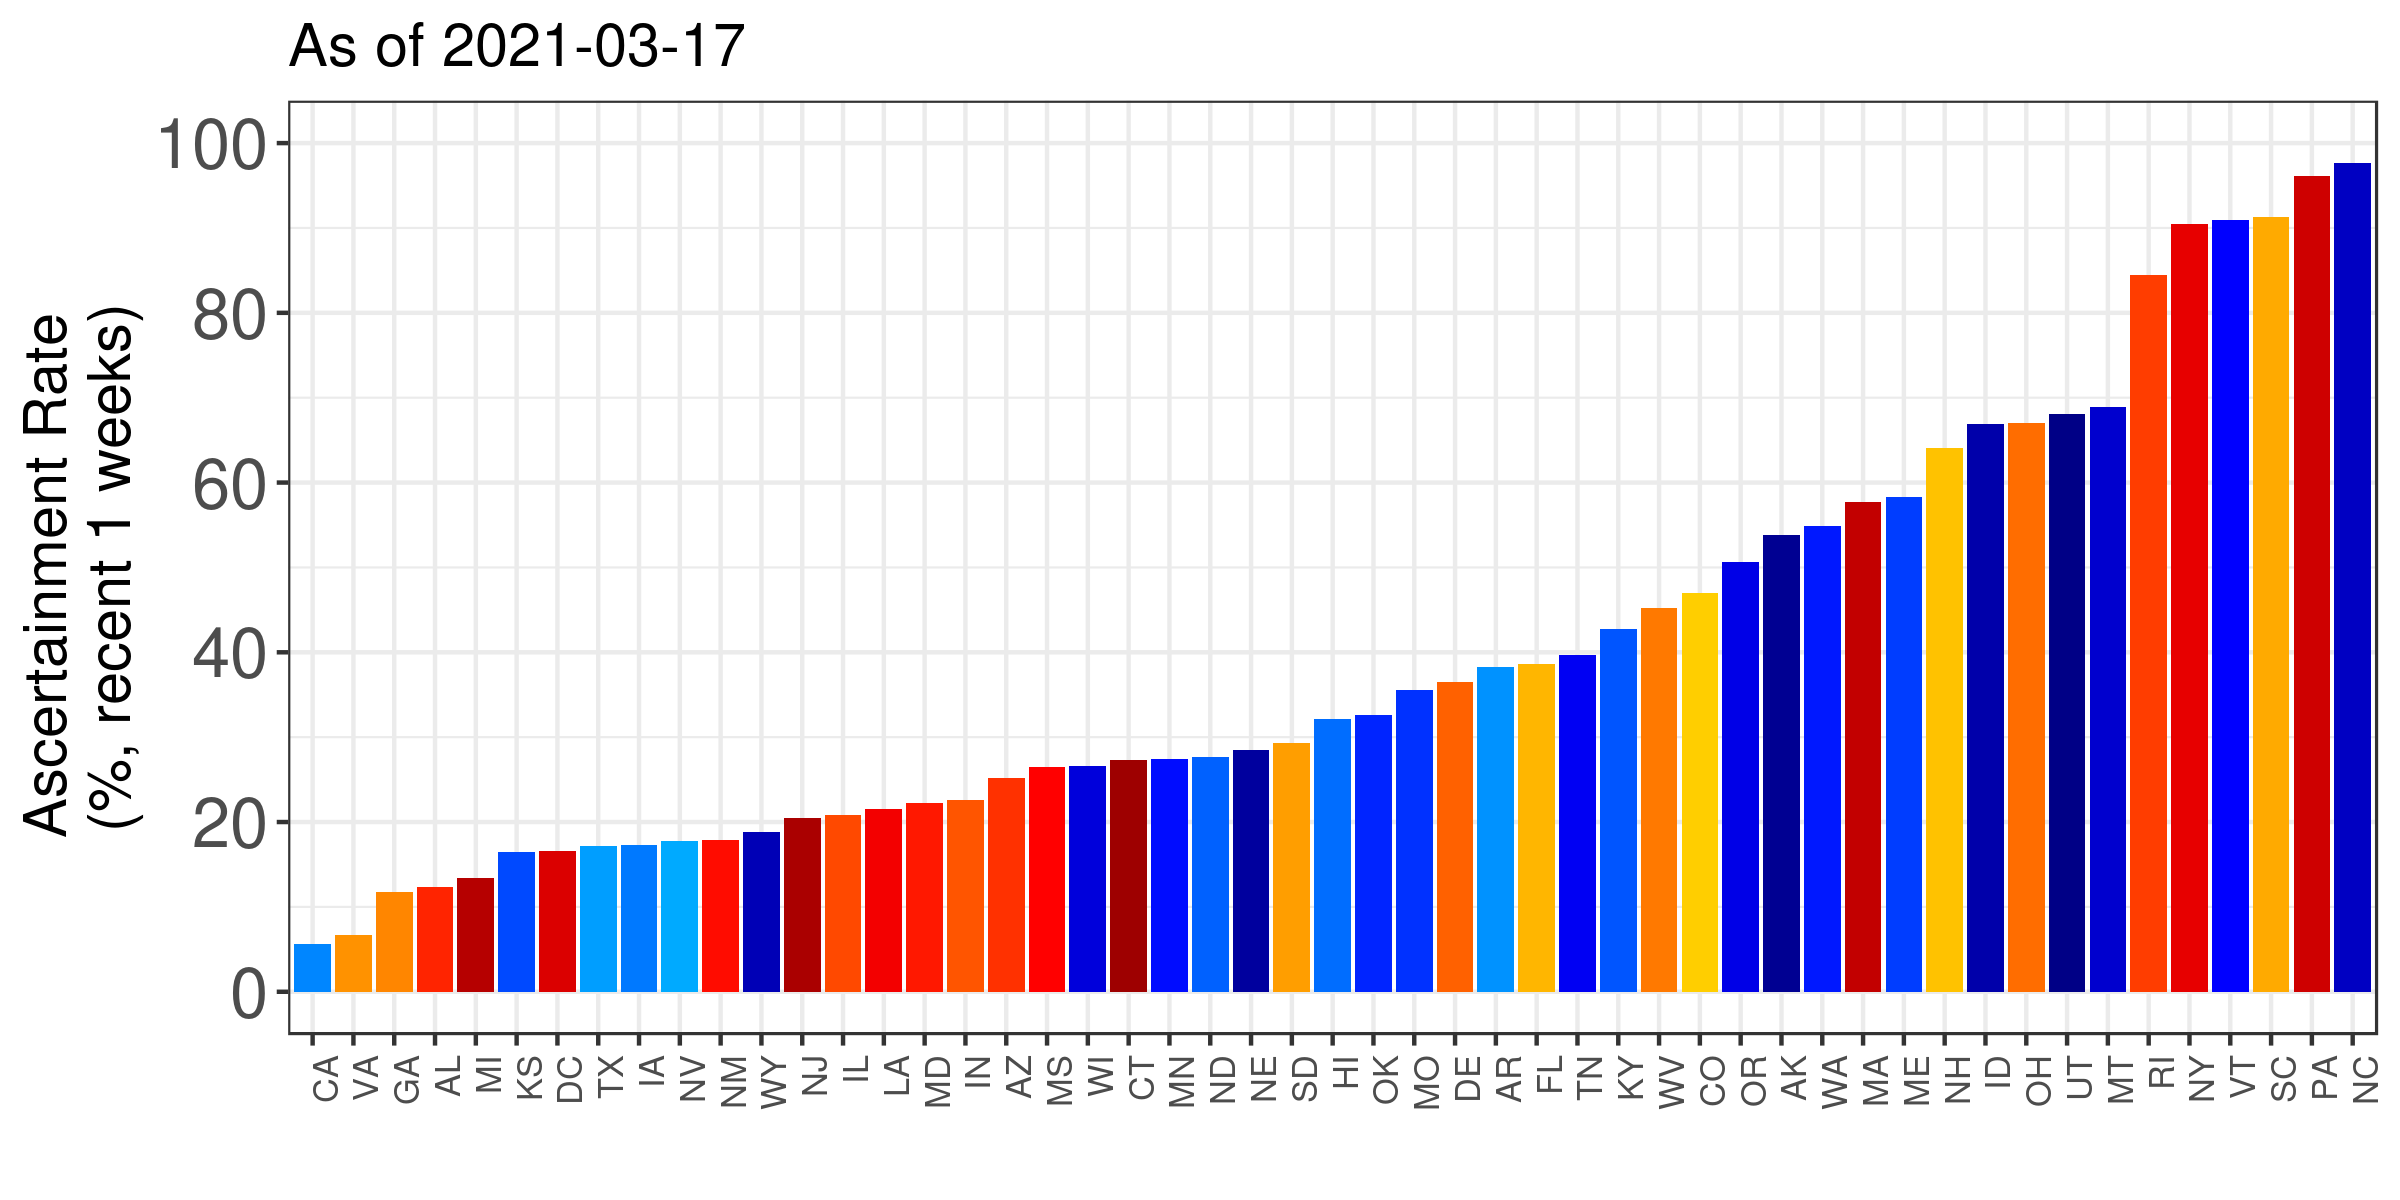 As of 2021-03-17
Ascertainment Rate
(%, recent 1 weeks)
100
80
60
40
20
0
CA VA GA AL MI KS DC TX IA NV NM WY NJ IL LA MD IN AZ MS WI CT MN ND NE SD HI OK MO DE AR FL TN KY WV CO OR AK WA MA ME NH ID OH UT MT RI NY VT SC PA NC